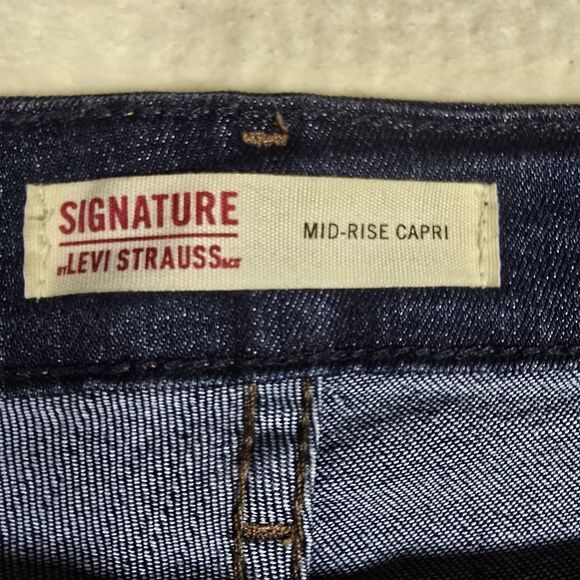 SIGNATURE
BY LEVI STRAUSS & CO
MID-RISE CAPRI